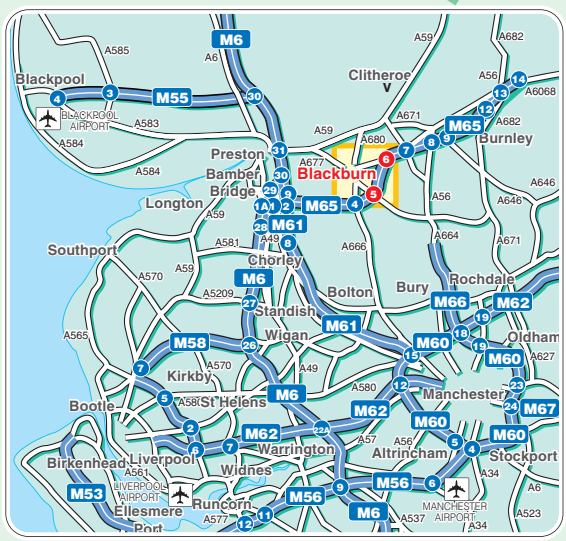 A585
M6
A6
A59
A682
Blackpool
Clitheroe
v
A56
14
13
A6068
4
3
M55
30
12
BLACKPOOL
AIRPORT
A583
A59
A671
M65
A682
A680
8
9
Burnley
A584
Preston
31
6
7
A584
A677
Bamber
Bridge
30
29
9
Blackburn
5
A646
Longton
1A
1
2
M65
4
A56
A646
A59
28
M61
A581
A49
8
A666
A664
A671
Southport
Chorley
A570
A59
M6
Bolton
Bury
Rochdale
A5209
27
Standish
M66
M62
A565
Wigan
M61
19
18
M58
26
M60
Oldham
15
19
M60
A627
7
Kirkby
A570
A49
12
23
Bootle
5
A580
St Helens
M6
A580
Manchester
24
M67
2
M62
M60
6
7
M62
22A
A57
A56
5
4
M60
Birkenhead
Liverpool
Warrington
Altrincham
Stockport
A561
Widnes
A34
M53
LIVERPOOL
AIRPORT
9
M56
6
A6
Ellesmere
Port
Runcorn
M56
MANCHESTER
AIRPORT
A577
11
12
M6
A537
A34
A523